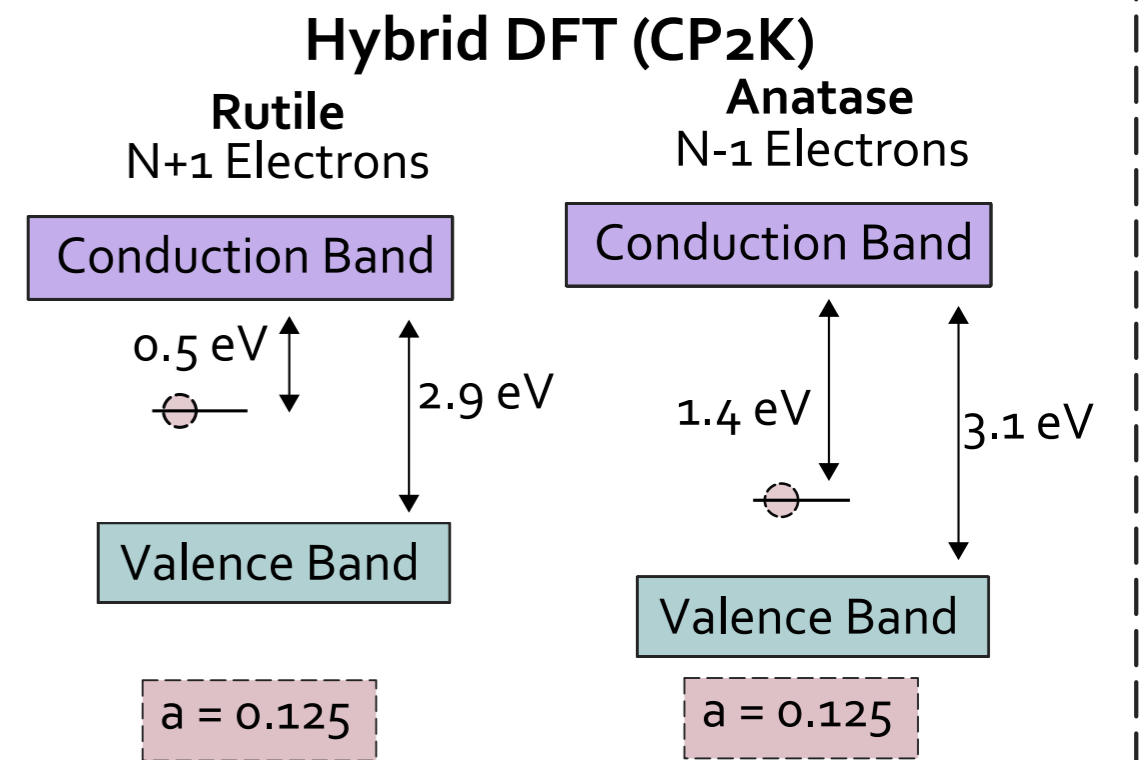 Hybrid DFT (CP2K)
Rutile
N+1 Electrons
Conduction Band
0.5 eV
2.9 eV
Valence Band
a = 0.125
Anatase
N-1 Electrons
Conduction Band
1.4 eV
3.1 eV
Valence Band
a = 0.125